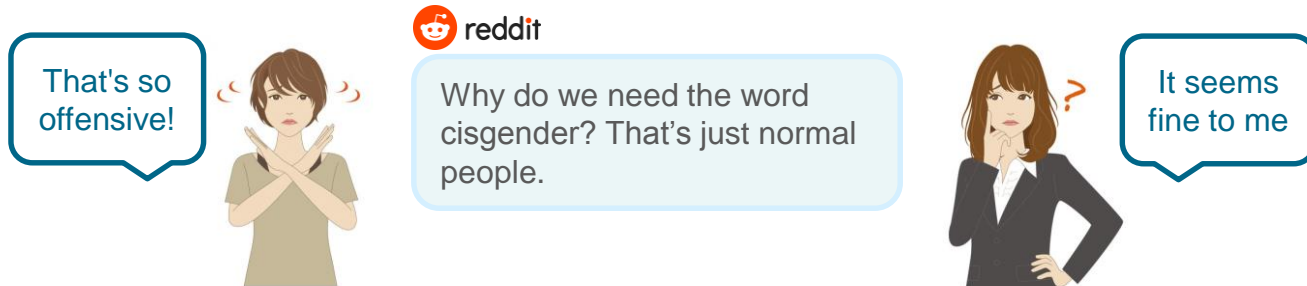 That's so
offensive!
reddit
Why do we need the word
cisgender? That’s just normal
people.
?
It seems
fine to me